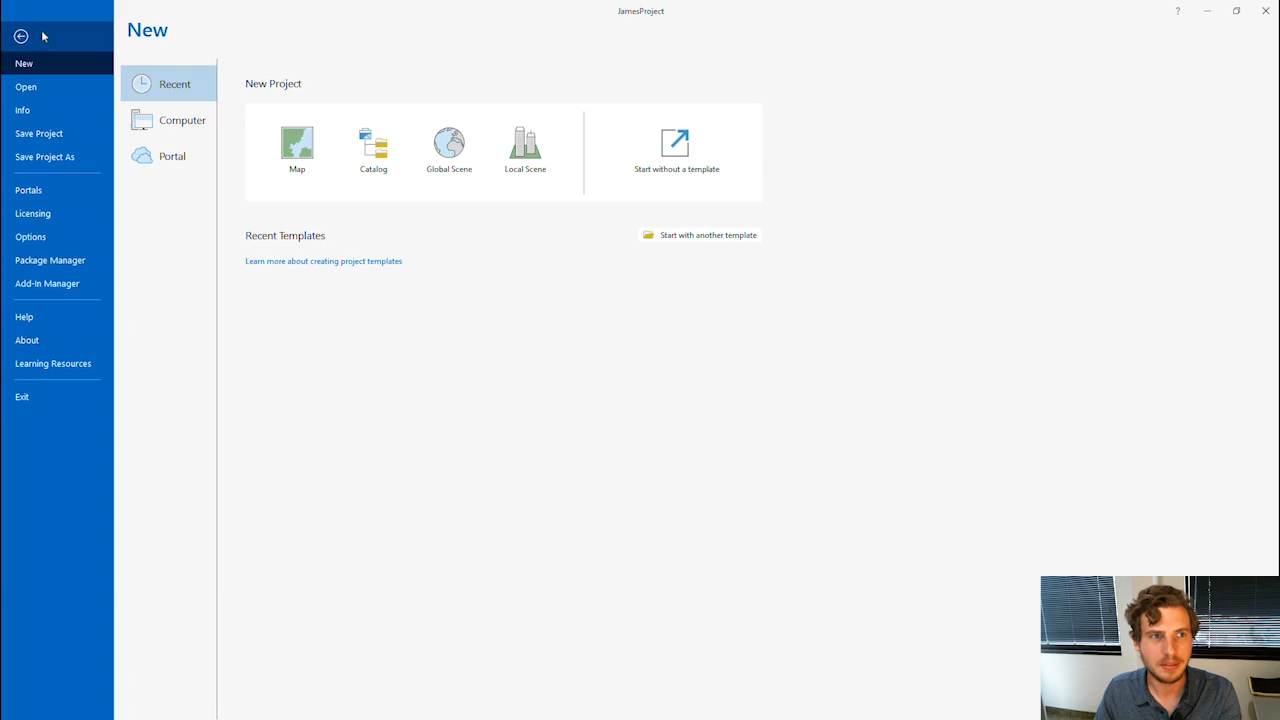 JamesProject
?
New
New
Open
Info
Save Project
Save Project As
Portals
Licensing
Options
Package Manager
Add-In Manager
Help
About
Learning Resources
Exit
Recent
Computer
Portal
New Project
Map
Catalog
Global Scene
Local Scene
Start without a template
Recent Templates
Start with another template
Learn more about creating project templates